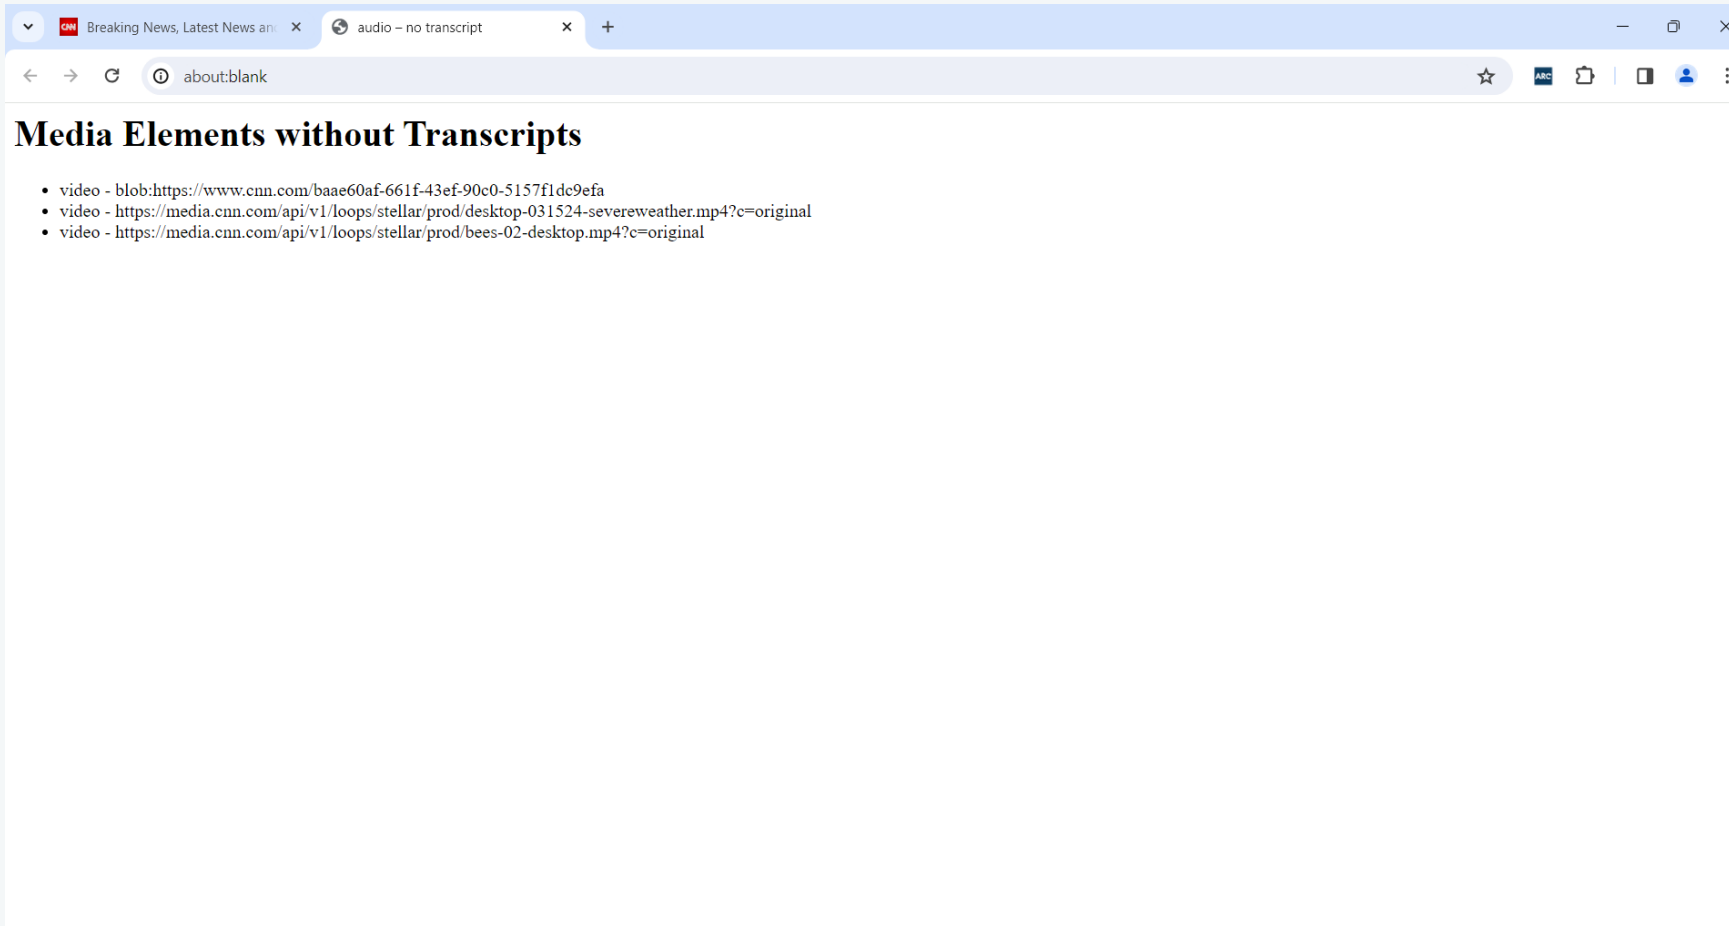 CNN Breaking News, Latest News an
audio – no transcript
about:blank
ARC
Media Elements without Transcripts
video - blob:https://www.cnn.com/baae60af-661f-43ef-90c0-5157f1dc9efa
video - https://media.cnn.com/api/v1/loops/stellar/prod/desktop-031524-severeweather.mp4?c=original
video - https://media.cnn.com/api/v1/loops/stellar/prod/bees-02-desktop.mp4?c=original